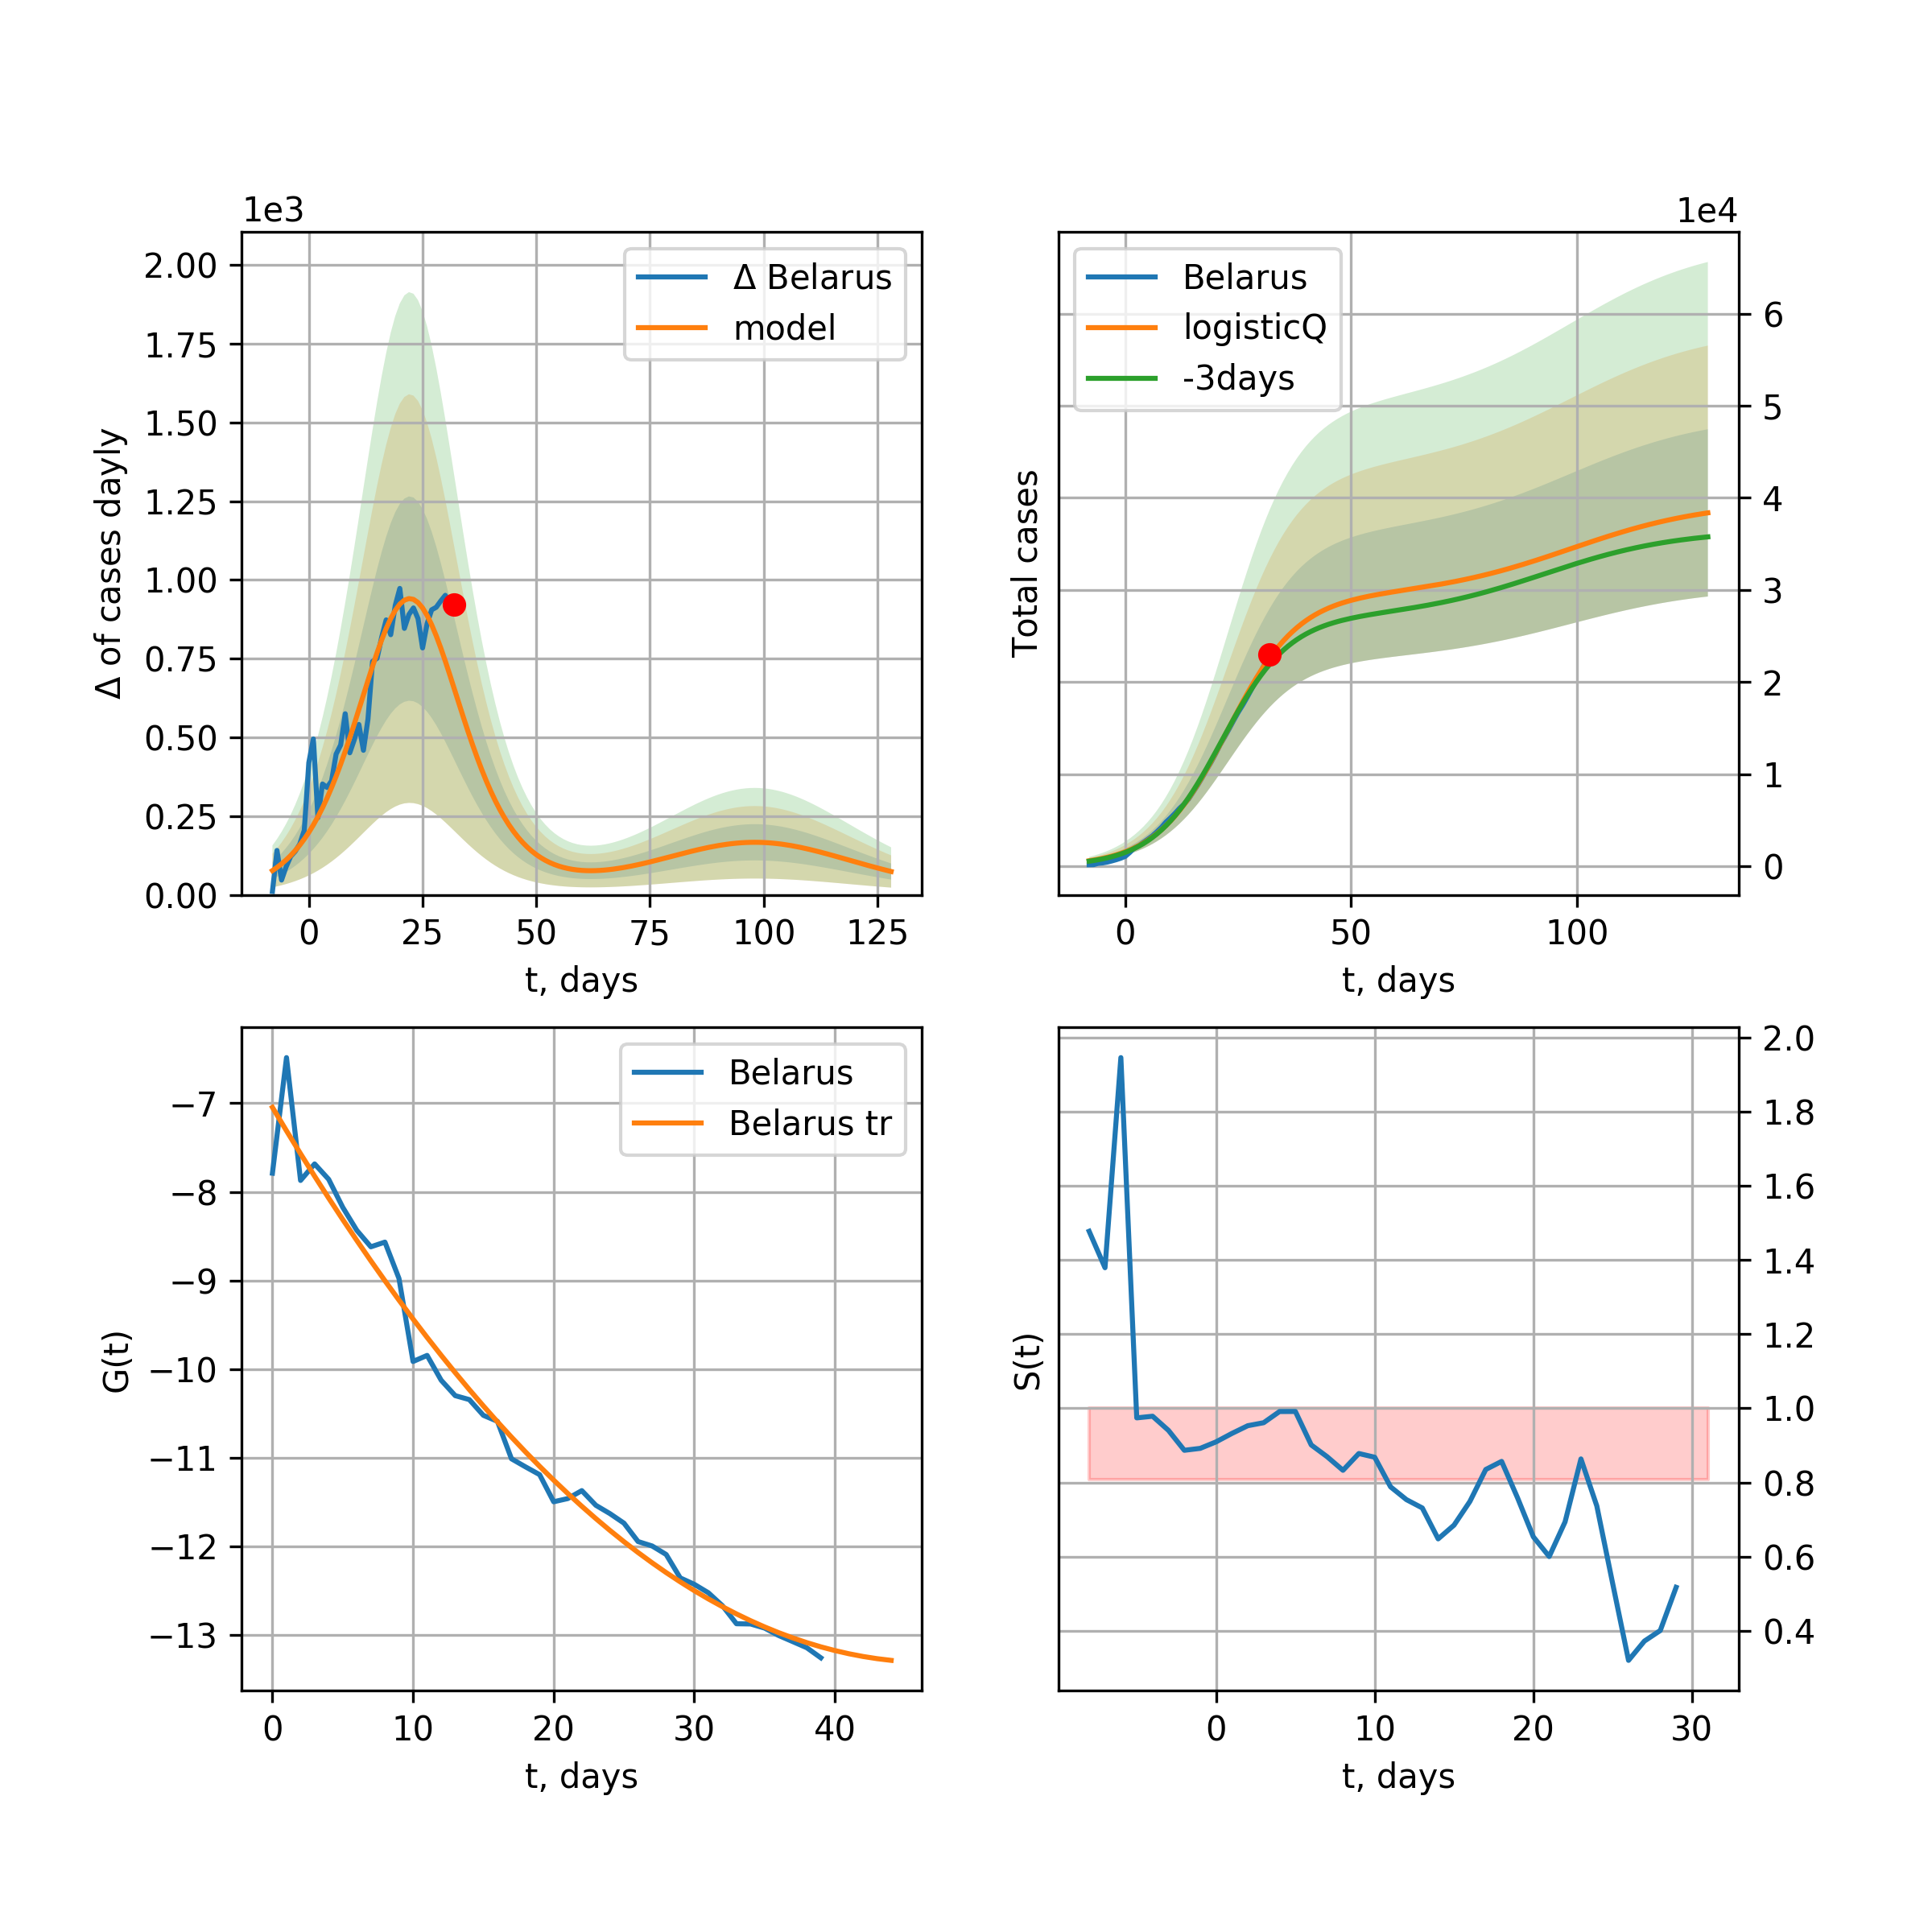 1e3
2.00
1.75
1.50
1.25
1.00
0.75
0.50
0.25
0.00
Δ of cases dayly
Δ Belarus
model
0 25 50 75 100 125
t, days
1e4
Belarus
logisticQ
-3days
Total cases
6
5
4
3
2
1
0
0 50 100
t, days
−7
−8
−9
−10
−11
−12
−13
G(t)
Belarus
Belarus tr
0 10 20 30 40
t, days
S(t)
2.0
1.8
1.6
1.4
1.2
1.0
0.8
0.6
0.4
0 10 20 30
t, days